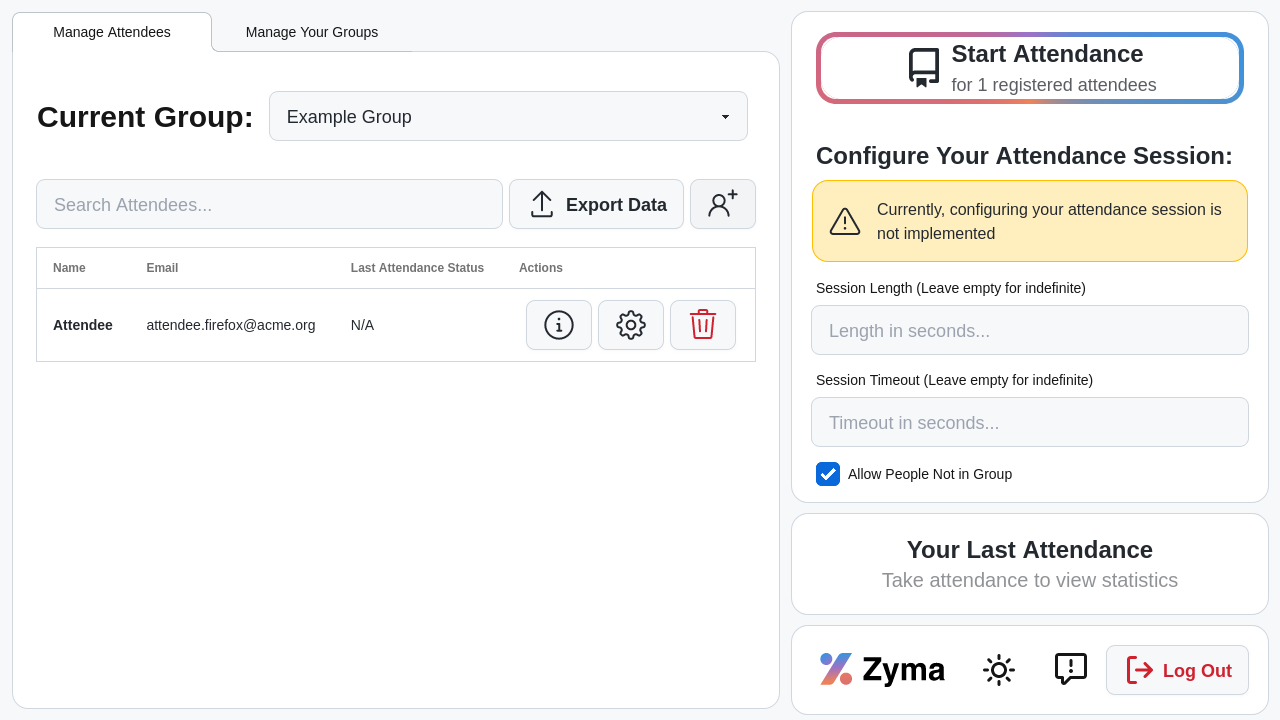 Manage Attendees
Manage Your Groups
Current Group:
Example Group
Search Attendees...
Export Data
Name
Email
Last Attendance Status
Actions
Attendee
attendee.firefox@acme.org
N/A
Start Attendance
for 1 registered attendees
Configure Your Attendance Session:
Currently, configuring your attendance session is
not implemented
Session Length (Leave empty for indefinite)
Length in seconds...
Session Timeout (Leave empty for indefinite)
Timeout in seconds...
Allow People Not in Group
Your Last Attendance
Take attendance to view statistics
Zyma
Log Out